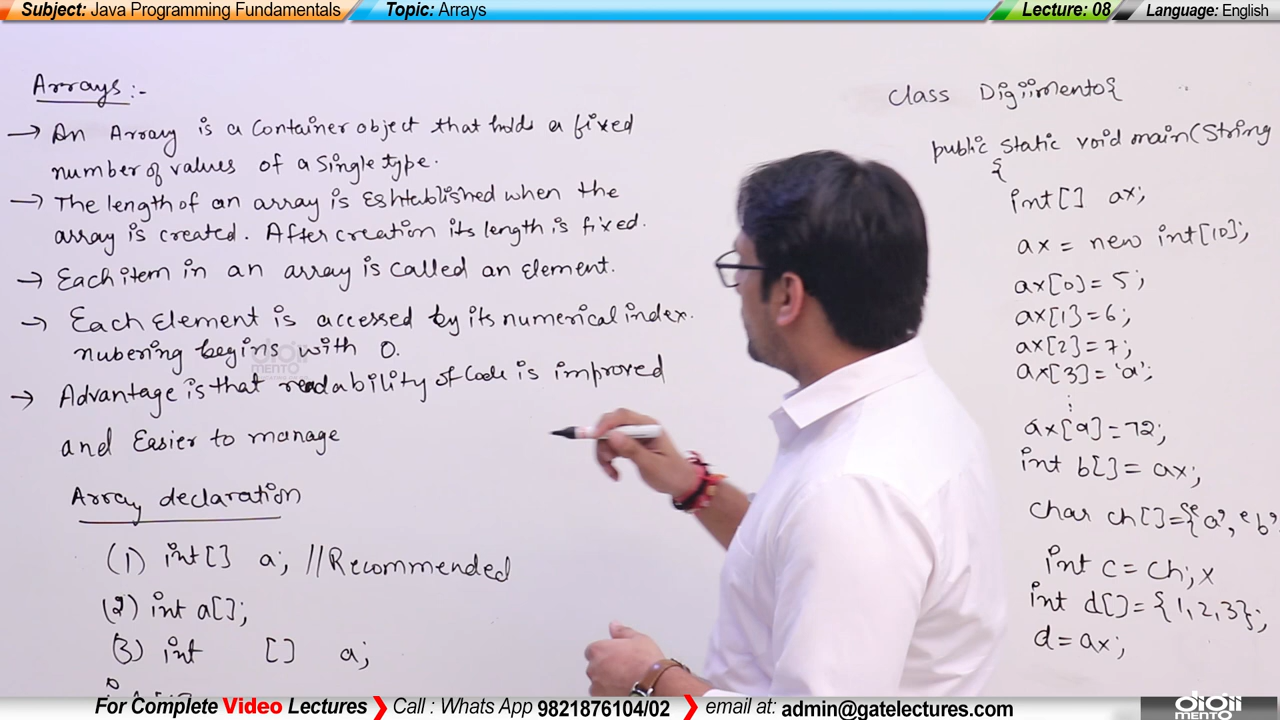 Subject: Java Programming Fundamentals
Topic: Arrays
Lecture: 08
Language: English
Arrays:-
→ An Array is a Container object that holds a fixed
number of values of a Single type.
→ The length of an array is Eshtablished when the
array is created. After creation its length is fixed.
→ Each item in an array is called an Element.
→ Each Element is accessed by its numerical index.
nubering begins with 0.
→ Advantage is that readability of Code is improved
and Easier to manage
Array declaration
(1) int[] a; //Recommended
(2) int a[];
(3) int [] a;
class Digiimento{
public static void main(String
{
int[] ax;
ax = new int[10];
ax[0] = 5;
ax[1] = 6;
ax[2] = 7;
ax[3] = 'a';
⋮
ax[9] = 72;
int b[] = ax;
char ch[] = {'a', 'b'
int c = ch; x
int d[] = {1, 2, 3};
d = ax;
digii
MENTO
For Complete Video Lectures
Call : Whats App 9821876104/02
email at: admin@gatelectures.com
digii
MENTO